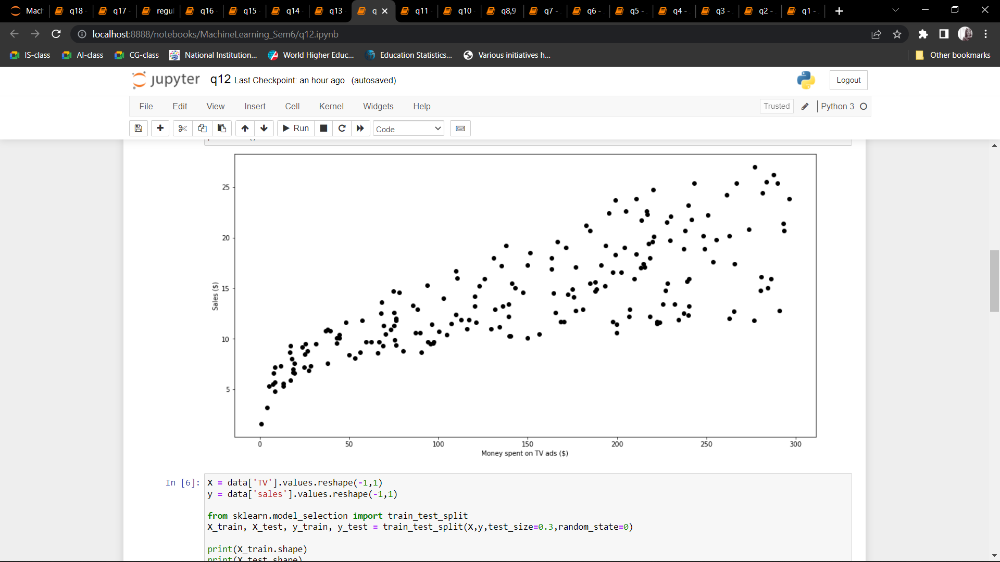 Mach q18 - q17 - regul q16 - q15 - q14 - q13 - q q11 - q10 - q8,9 q7 - q6 - q5 - q4 - q3 - q2 - q1 -
localhost:8888/notebooks/MachineLearning_Sem6/q12.ipynb
IS-class AI-class CG-class National Institution... World Higher Educ... Education Statistics... Various initiatives h... Other bookmarks
jupyter q12 Last Checkpoint: an hour ago (autosaved) Logout
File Edit View Insert Cell Kernel Widgets Help Trusted Python 3
Run Code
25
20
15
10
5
Sales ($)
0 50 100 150 200 250 300
Money spent on TV ads ($)
In [6]: X = data['TV'].values.reshape(-1,1)
y = data['sales'].values.reshape(-1,1)
from sklearn.model_selection import train_test_split
X_train, X_test, y_train, y_test = train_test_split(X,y,test_size=0.3,random_state=0)
print(X_train.shape)
print(X_test.shape)